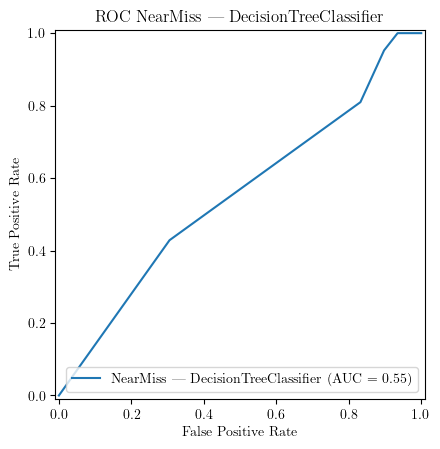 ROC NearMiss — DecisionTreeClassifier
1.0
0.8
0.6
0.4
0.2
0.0
True Positive Rate
NearMiss — DecisionTreeClassifier (AUC = 0.55)
0.0 0.2 0.4 0.6 0.8 1.0
False Positive Rate